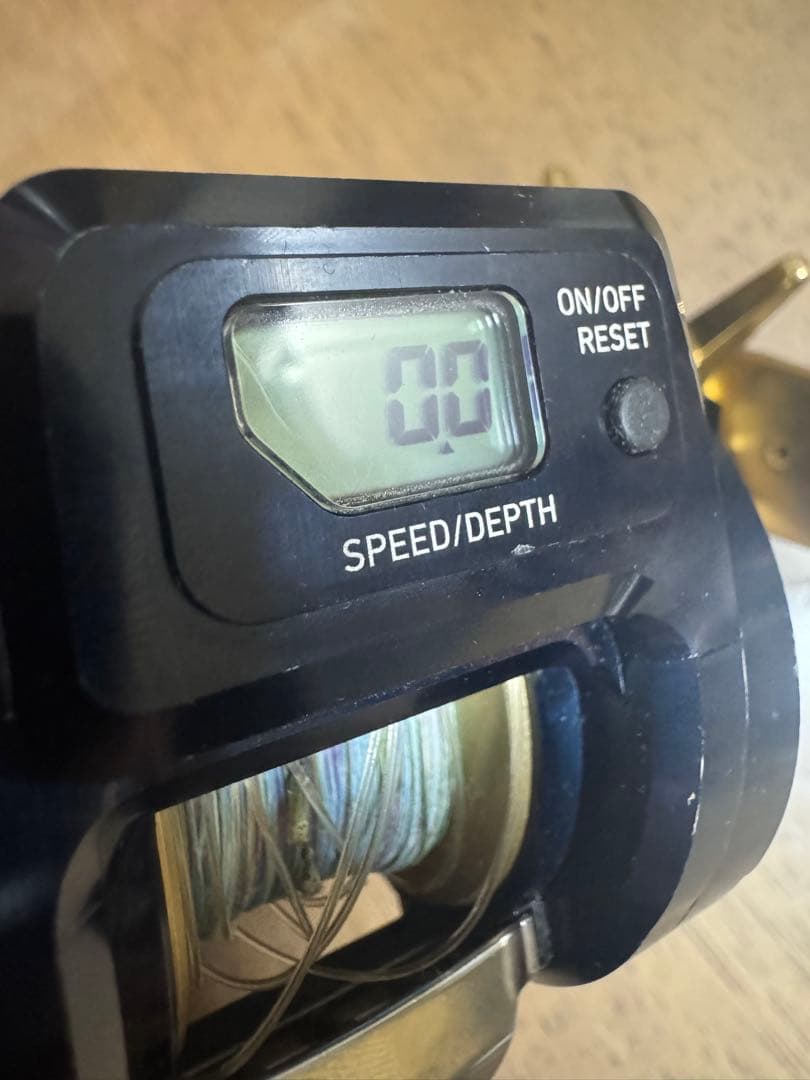 ON/OFF
RESET
0.0
SPEED/DEPTH